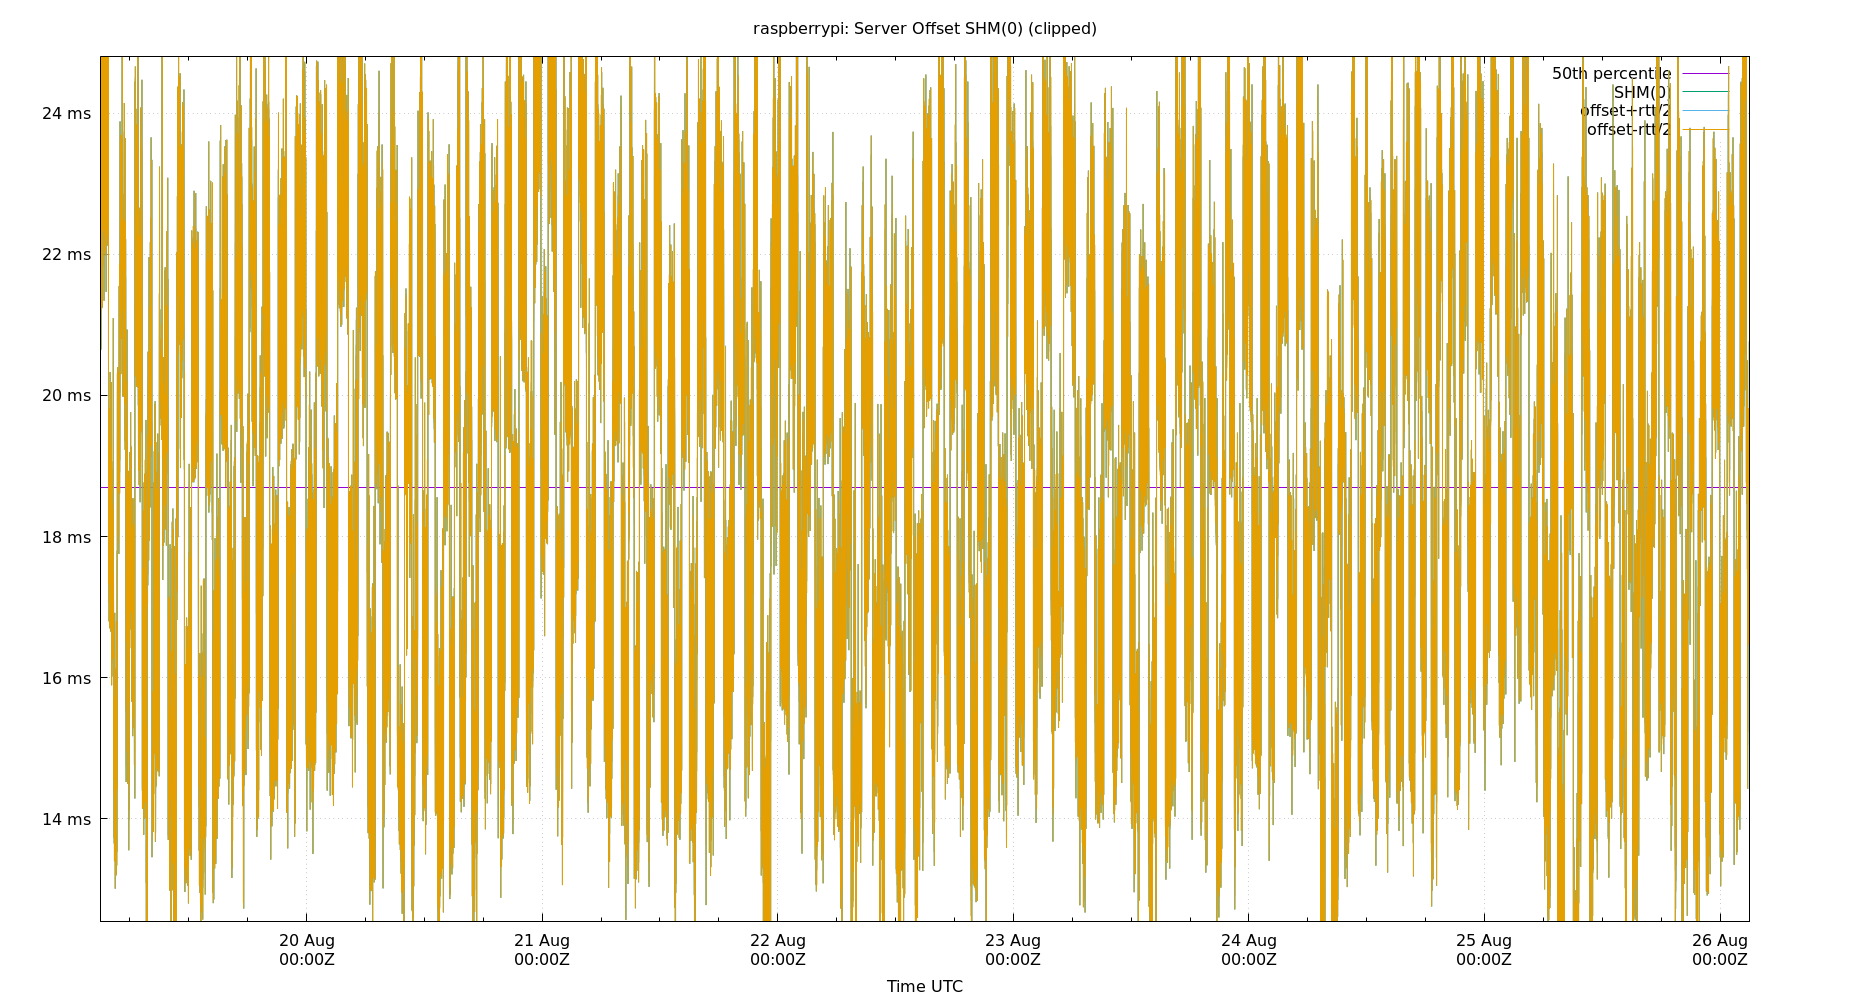 raspberrypi: Server Offset SHM(0) (clipped)
50th percentile
SHM(0)
offset+rtt/2
offset-rtt/2
24 ms
22 ms
20 ms
18 ms
16 ms
14 ms
20 Aug 21 Aug 22 Aug 23 Aug 24 Aug 25 Aug 26 Aug
00:00Z 00:00Z 00:00Z 00:00Z 00:00Z 00:00Z 00:00Z
Time UTC